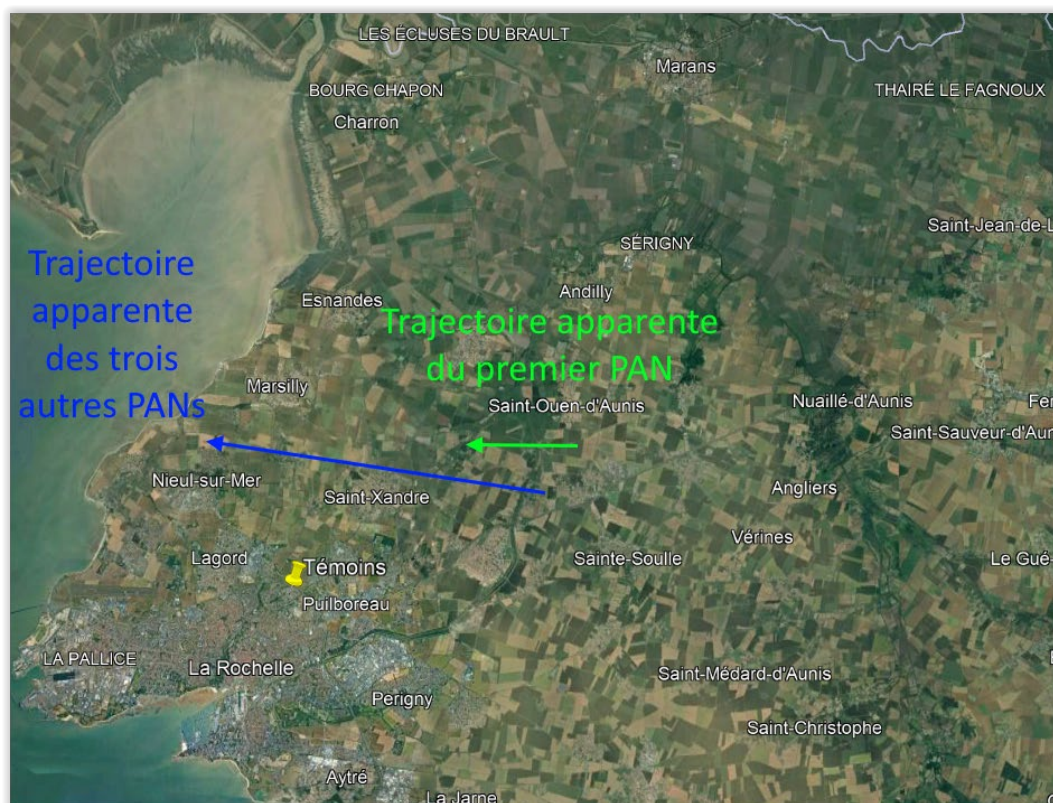 LES ÉCLUSES DU BRAULT
Marans
BOURG CHAPON
THAIRÉ LE FAGNOUX
Charron
Saint-Jean-de-L
SÉRIGNY
Trajectoire
apparente
des trois
autres PANs
Esnandes
Andilly
Trajectoire apparente
du premier PAN
Marsilly
Saint-Ouen-d'Aunis
Nuaillé-d'Aunis
Fer
Saint-Sauveur-d'Aun
Nieul-sur-Mer
Saint-Xandre
Angliers
Vérines
Lagord
Témoins
Sainte-Soulle
Le Gué-
Puilboreau
LA PALLICE
La Rochelle
Saint-Médard-d'Aunis
Perigny
Saint-Christophe
Aytré
La Jarne